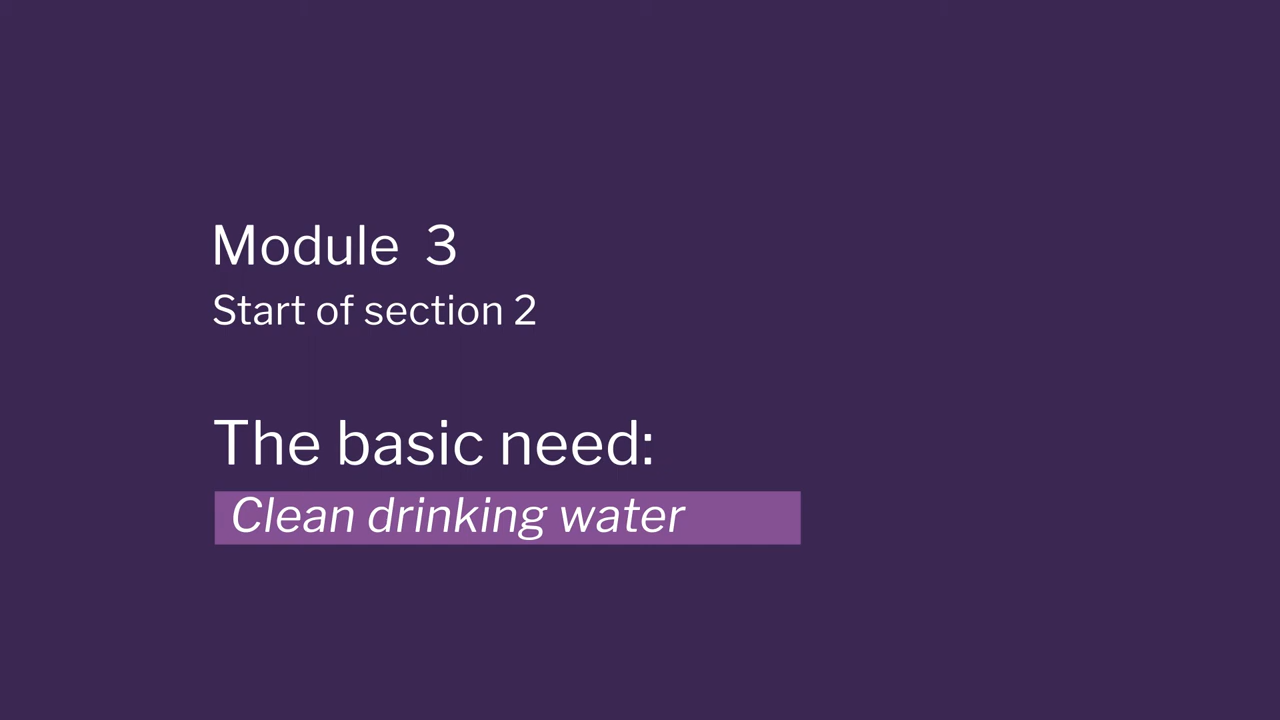 Module 3
Start of section 2
The basic need:
Clean drinking water